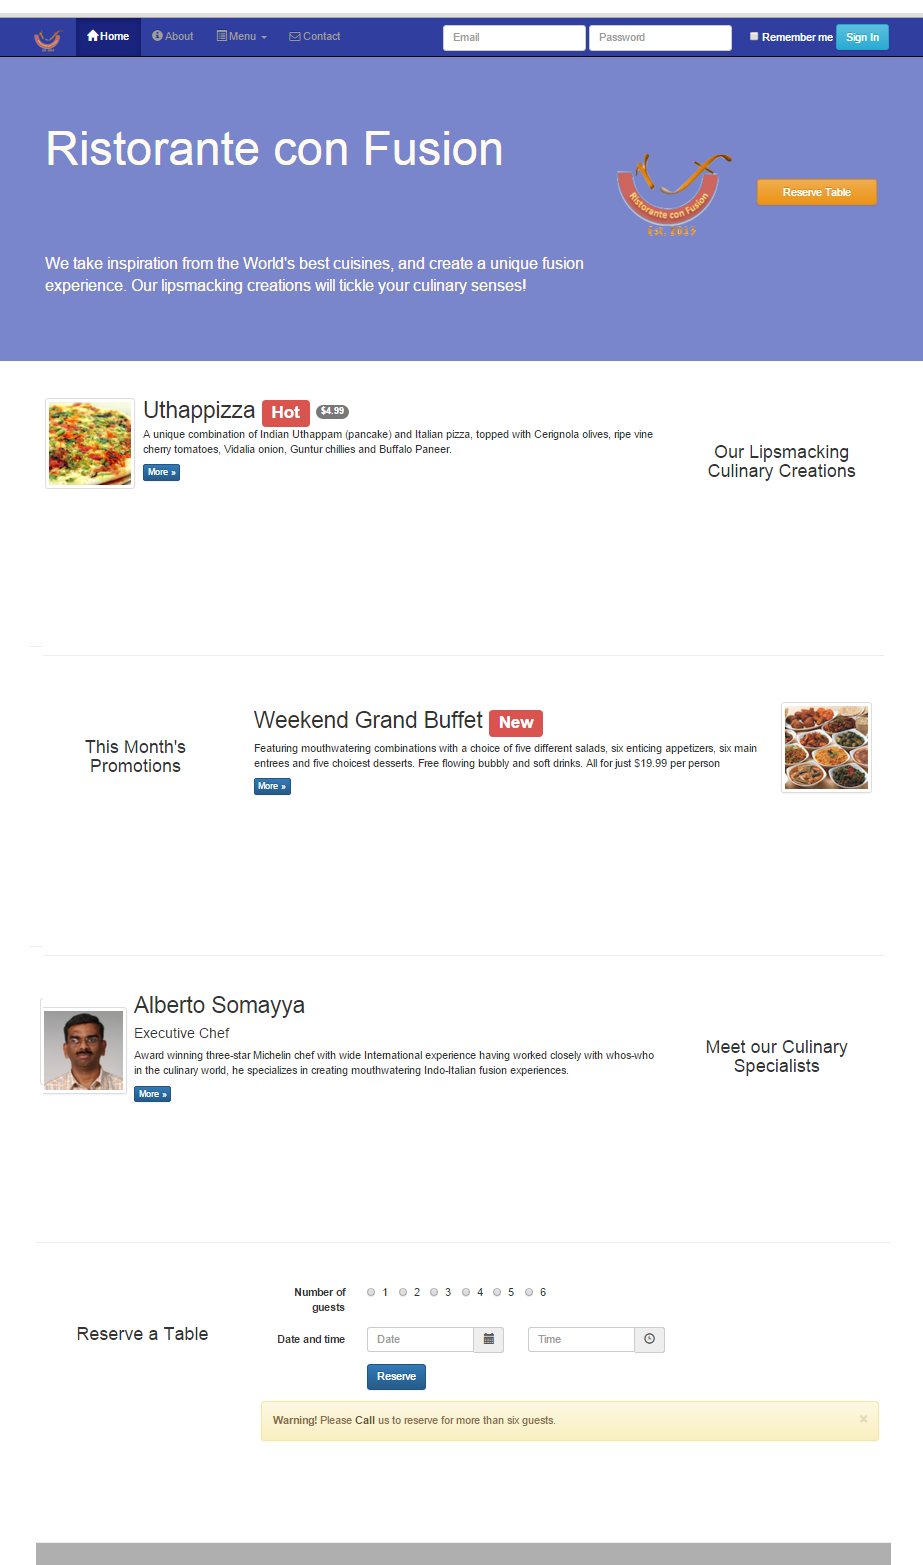 Home About Menu Contact Email Password Remember me Sign In
Ristorante con Fusion
Ristorante con Fusion
Reserve Table
We take inspiration from the World's best cuisines, and create a unique fusion
experience. Our lipsmacking creations will tickle your culinary senses!
Uthappizza Hot $4.99
A unique combination of Indian Uthappam (pancake) and Italian pizza, topped with Cerignola olives, ripe vine
cherry tomatoes, Vidalia onion, Guntur chillies and Buffalo Paneer.
More »
Our Lipsmacking
Culinary Creations
This Month's
Promotions
Weekend Grand Buffet New
Featuring mouthwatering combinations with a choice of five different salads, six enticing appetizers, six main
entrees and five choicest desserts. Free flowing bubbly and soft drinks. All for just $19.99 per person
More »
Alberto Somayya
Executive Chef
Award winning three-star Michelin chef with wide International experience having worked closely with whos-who
in the culinary world, he specializes in creating mouthwatering Indo-Italian fusion experiences.
More »
Meet our Culinary
Specialists
Reserve a Table
Number of
guests
1 2 3 4 5 6
Date and time Date Time
Reserve
Warning! Please Call us to reserve for more than six guests. ×